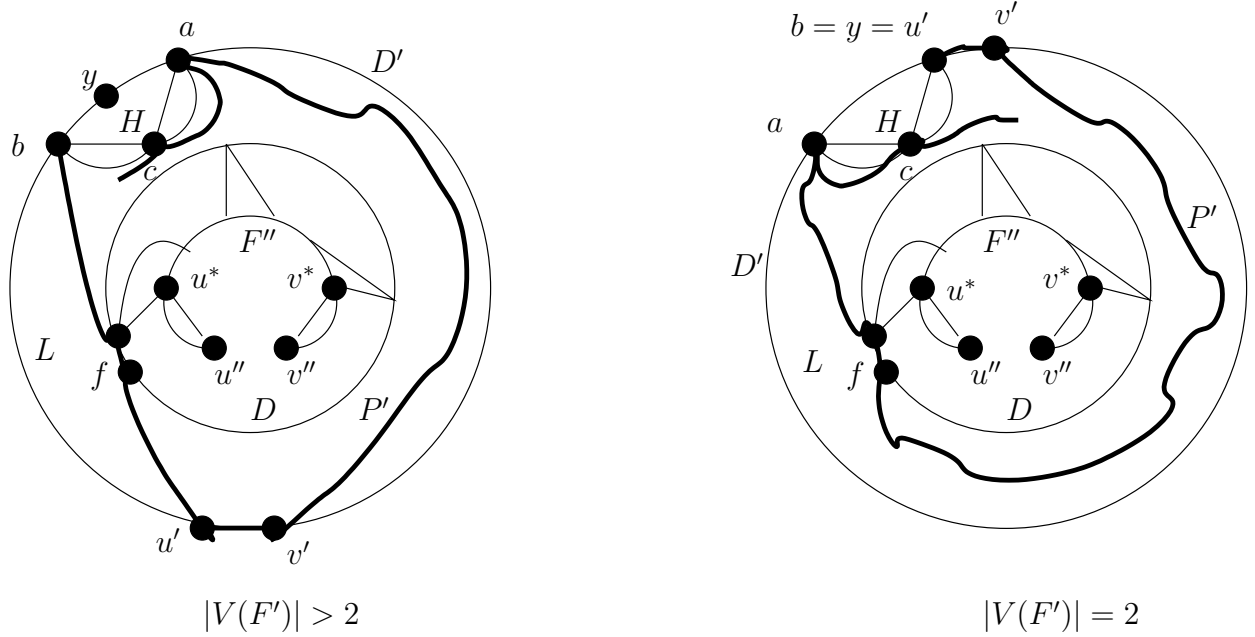 a
D′
y
b
H
c
F″
u*
v*
L
f
u″
v″
D
P′
u′
v′
|V(F′)| > 2
v′
b = y = u′
a
H
c
P′
D′
F″
u*
v*
L
f
u″
v″
D
|V(F′)| = 2